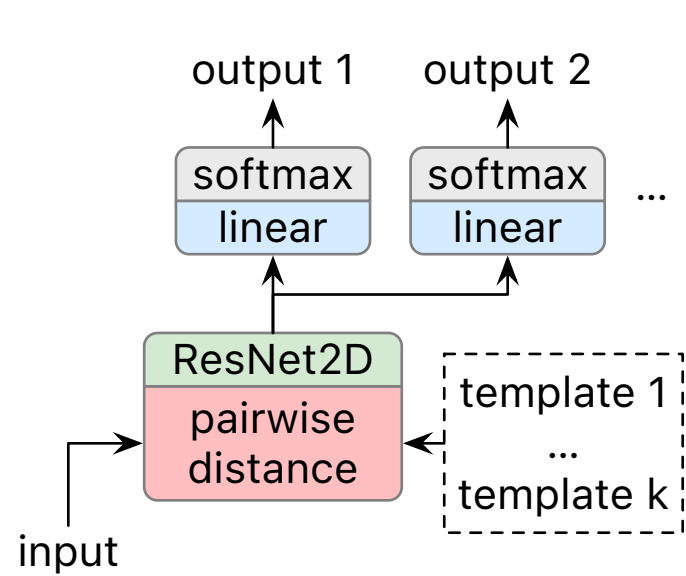 output 1
output 2
softmax
softmax
...
linear
linear
ResNet2D
pairwise
distance
template 1
...
template k
input